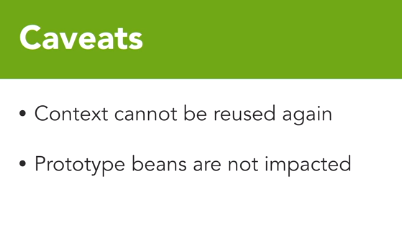 Caveats
• Context cannot be reused again
• Prototype beans are not impacted